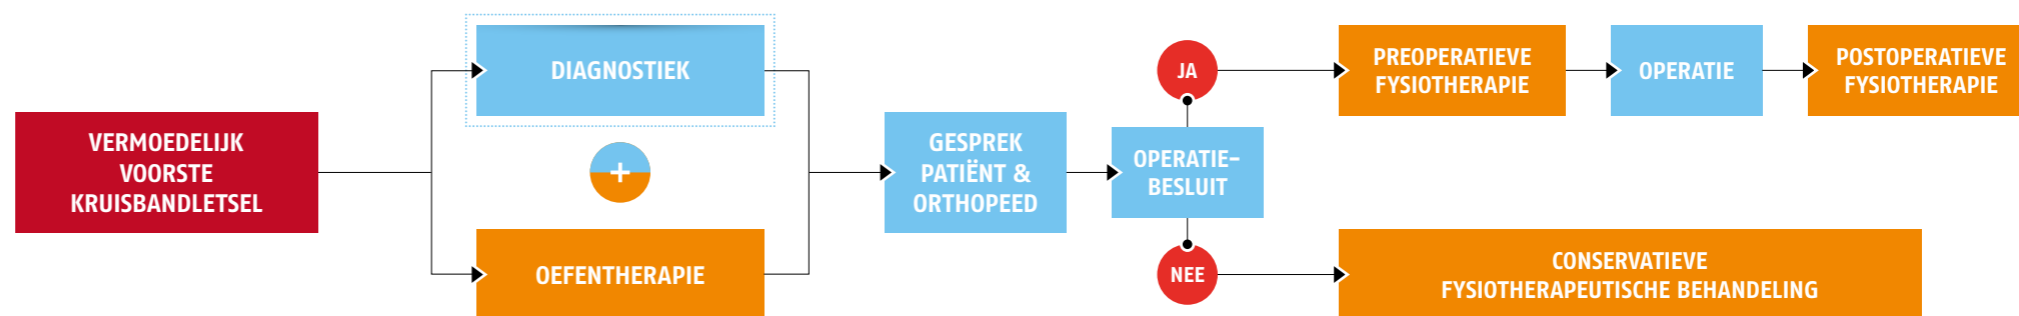 VERMOEDELIJK
VOORSTE
KRUISBANDLETSEL
DIAGNOSTIEK
+
OEFENTHERAPIE
GESPREK
PATIËNT &
ORTHOPEED
OPERATIE-
BESLUIT
JA
PREOPERATIEVE
FYSIOTHERAPIE
OPERATIE
POSTOPERATIEVE
FYSIOTHERAPIE
NEE
CONSERVATIEVE
FYSIOTHERAPEUTISCHE BEHANDELING